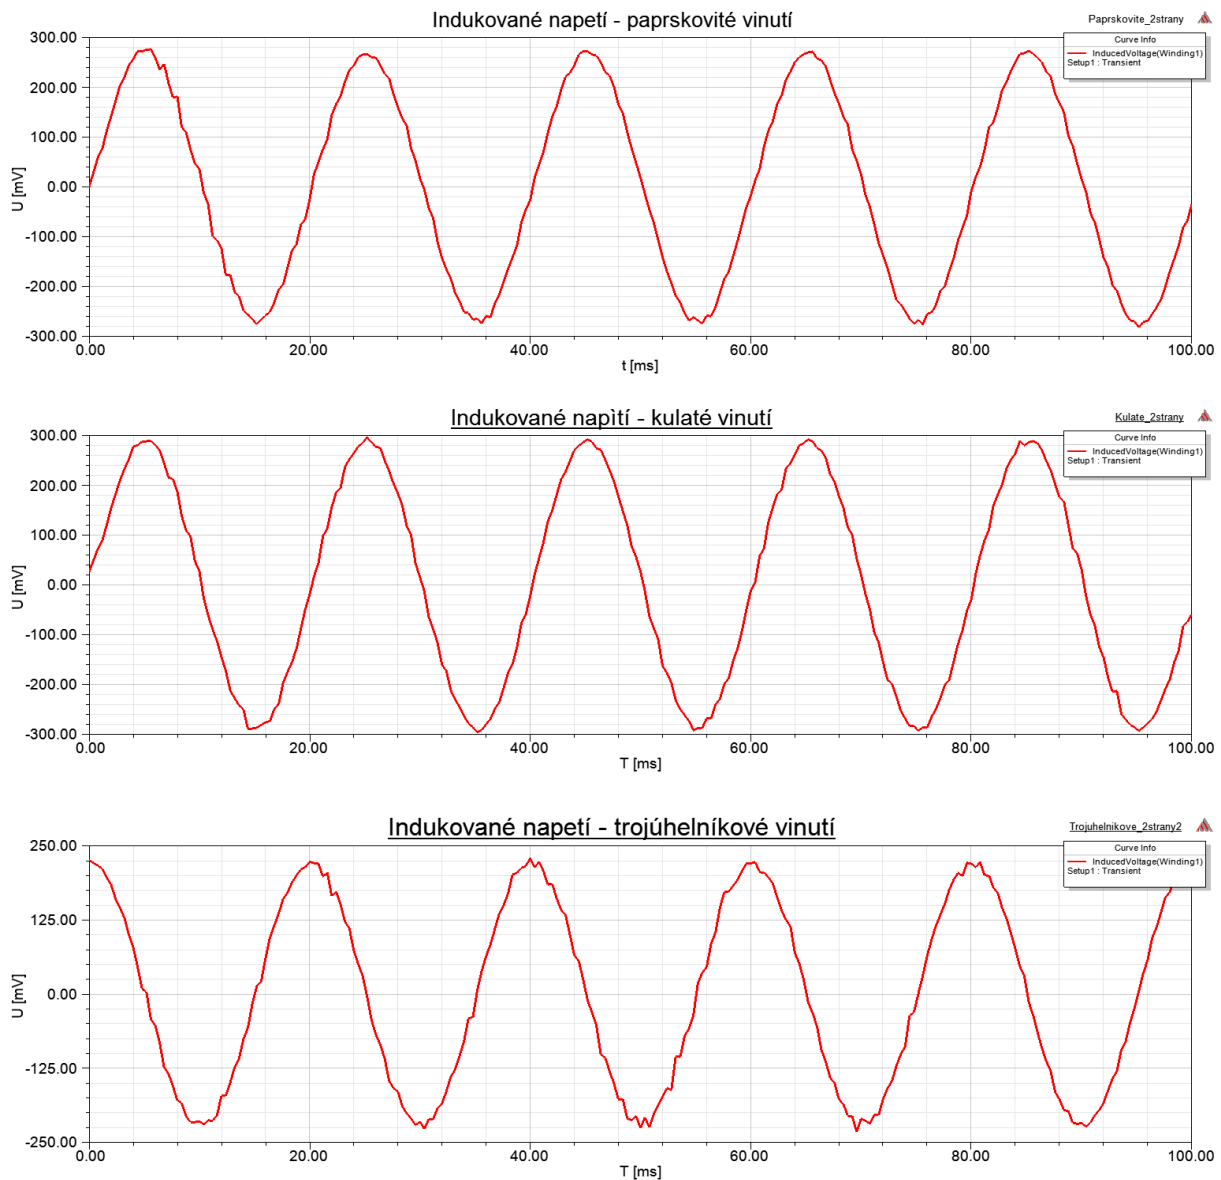 Indukované napetí - paprskovité vinutí
Paprskovite_2strany
Curve Info
InducedVoltage(Winding1)
Setup1 : Transient
300.00
200.00
100.00
0.00
-100.00
-200.00
-300.00
U [mV]
0.00 20.00 40.00 60.00 80.00 100.00
t [ms]
Indukované napìtí - kulaté vinutí
Kulate_2strany
Curve Info
InducedVoltage(Winding1)
Setup1 : Transient
300.00
200.00
100.00
0.00
-100.00
-200.00
-300.00
U [mV]
0.00 20.00 40.00 60.00 80.00 100.00
T [ms]
Indukované napetí - trojúhelníkové vinutí
Trojuhelnikove_2strany2
Curve Info
InducedVoltage(Winding1)
Setup1 : Transient
250.00
125.00
0.00
-125.00
-250.00
U [mV]
0.00 20.00 40.00 60.00 80.00 100.00
T [ms]